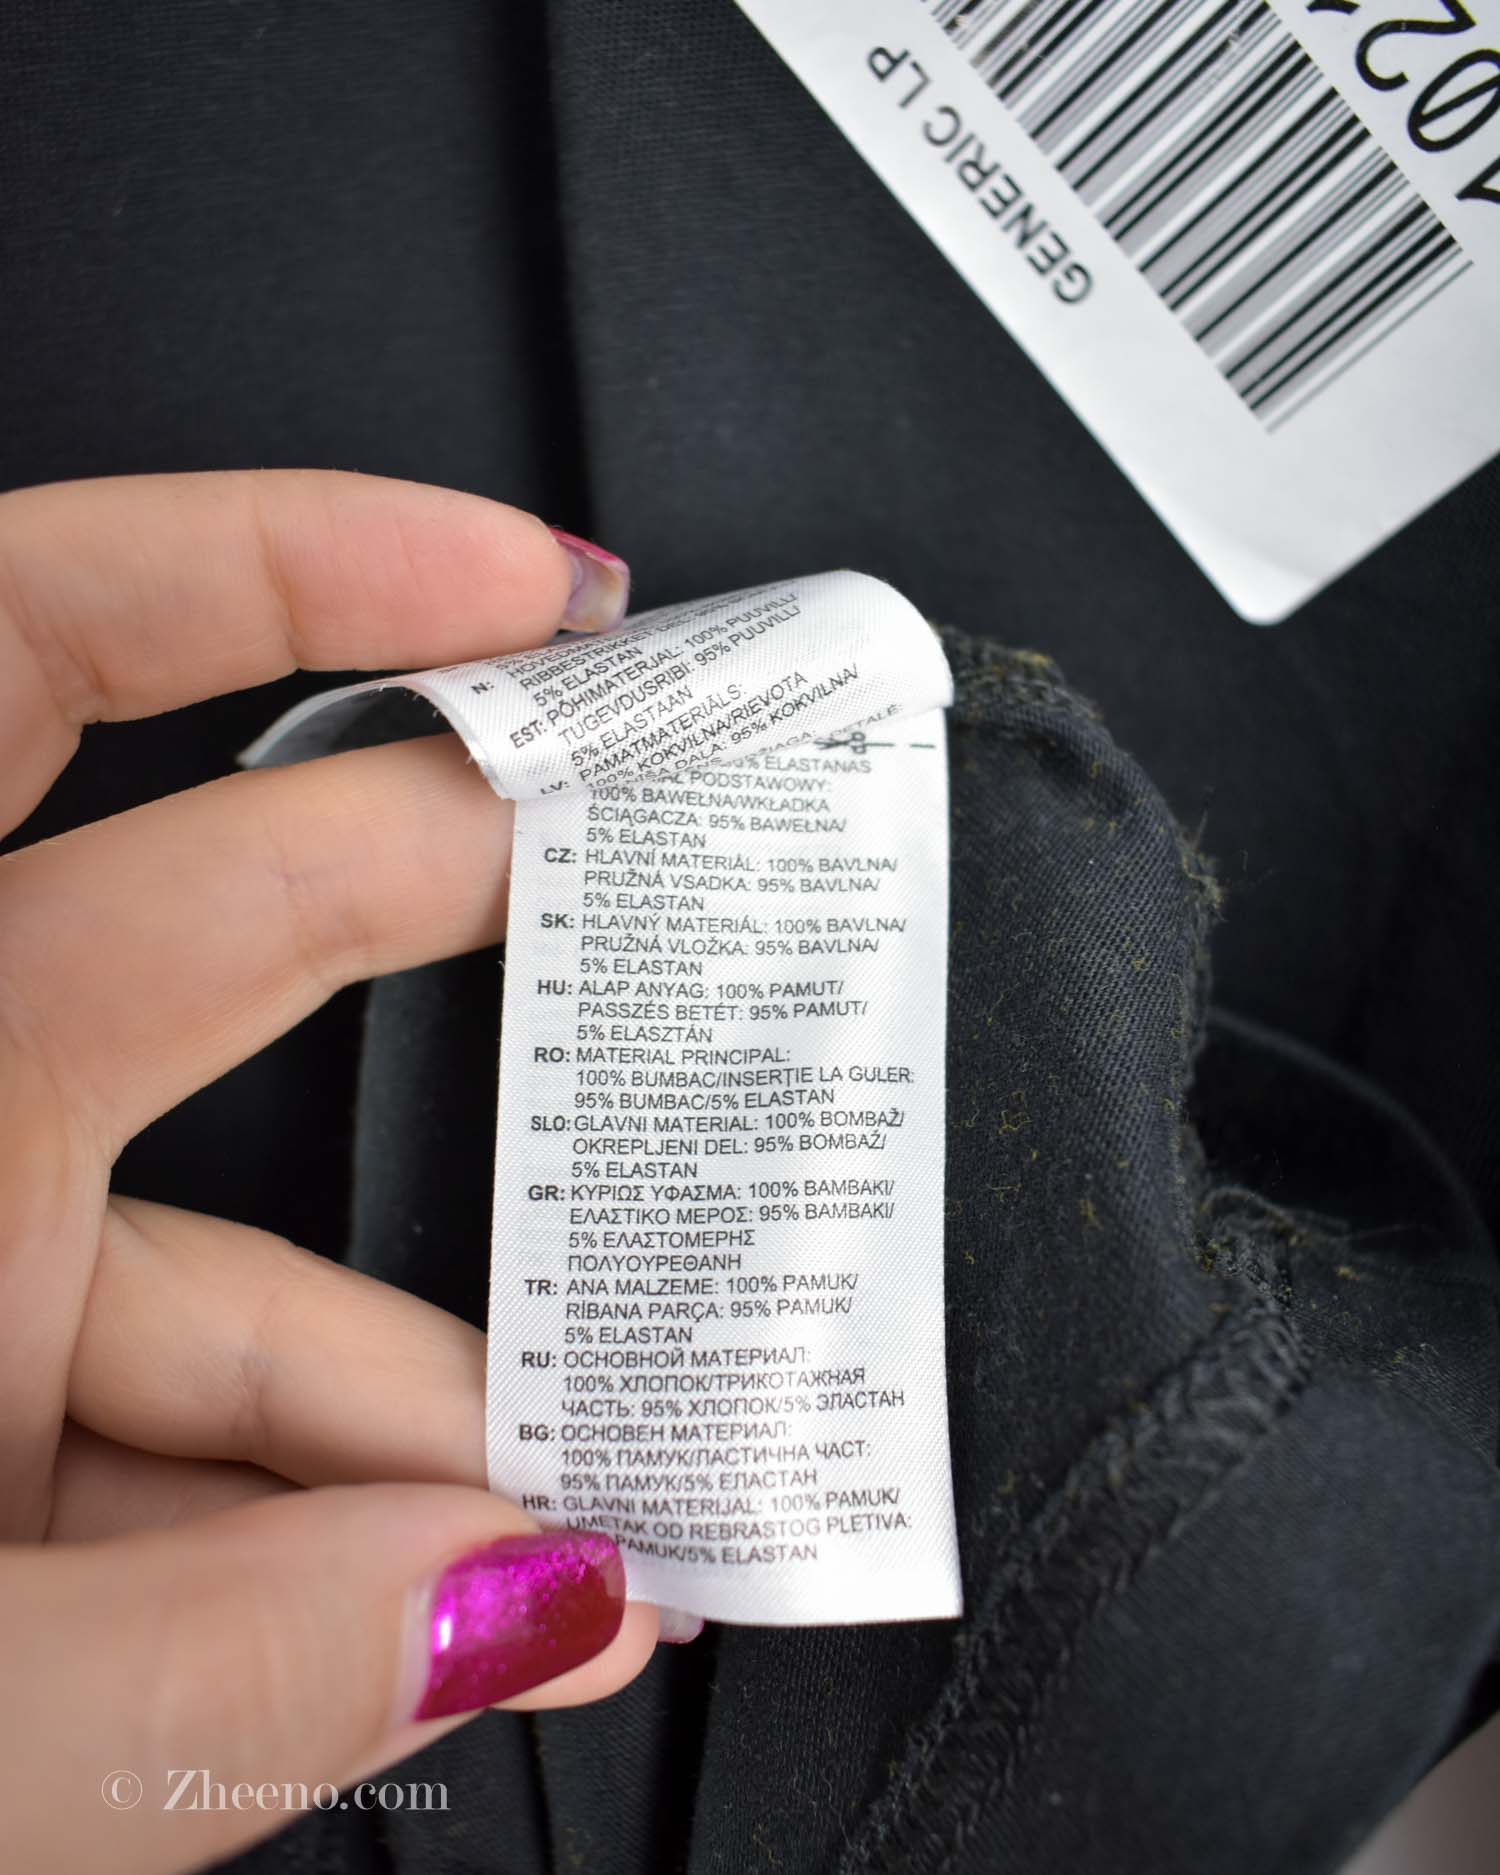 102
GENERIC LP
N: HOVEDMAT
RIBBESTRIKKET DEL: 95%
5% ELASTAN
EST: PÕHIMATERJAL: 100% PUUVILL/
TUGEVDUSRIBI: 95% PUUVILL/
5% ELASTAAN
LV: PAMATMATERIĀLS:
100% KOKVILNA/RIEVOTA
DAĻA: 95% KOKVILNA/
ELASTANAS
PODSTAWOWY:
100% BAWEŁNA/WKŁADKA
ŚCIĄGACZA: 95% BAWEŁNA/
5% ELASTAN
CZ: HLAVNÍ MATERIÁL: 100% BAVLNA/
PRUŽNÁ VSADKA: 95% BAVLNA/
5% ELASTAN
SK: HLAVNÝ MATERIÁL: 100% BAVLNA/
PRUŽNÁ VLOŽKA: 95% BAVLNA/
5% ELASTAN
HU: ALAP ANYAG: 100% PAMUT/
PASSZÉS BETÉT: 95% PAMUT/
5% ELASZTÁN
RO: MATERIAL PRINCIPAL:
100% BUMBAC/INSERȚIE LA GULER:
95% BUMBAC/5% ELASTAN
SLO: GLAVNI MATERIAL: 100% BOMBAŽ/
OKREPLJENI DEL: 95% BOMBAŽ/
5% ELASTAN
GR: ΚΥΡΙΩΣ ΥΦΑΣΜΑ: 100% ΒΑΜΒΑΚΙ/
ΕΛΑΣΤΙΚΟ ΜΕΡΟΣ: 95% ΒΑΜΒΑΚΙ/
5% ΕΛΑΣΤΟΜΕΡΗΣ
ΠΟΛΥΟΥΡΕΘΑΝΗ
TR: ANA MALZEME: 100% PAMUK/
RİBANA PARÇA: 95% PAMUK/
5% ELASTAN
RU: ОСНОВНОЙ МАТЕРИАЛ:
100% ХЛОПОК/ТРИКОТАЖНАЯ
ЧАСТЬ: 95% ХЛОПОК/5% ЭЛАСТАН
BG: ОСНОВЕН МАТЕРИАЛ:
100% ПАМУК/ЛАСТИЧНА ЧАСТ:
95% ПАМУК/5% ЕЛАСТАН
HR: GLAVNI MATERIJAL: 100% PAMUK/
UMETAK OD REBRASTOG PLETIVA:
PAMUK/5% ELASTAN
© Zheeno.com